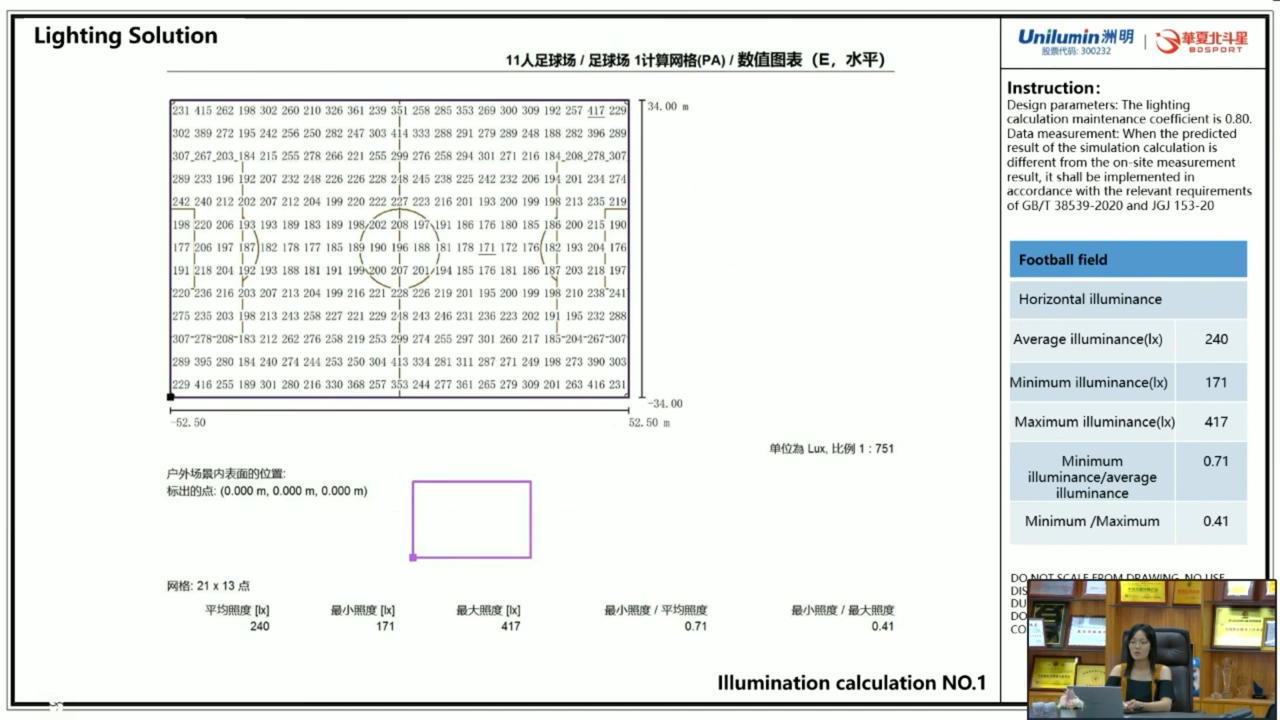 Lighting Solution
11人足球场 / 足球场 1计算网格(PA) / 数值图表（E，水平）
231 415 262 198 302 260 210 326 361 239 351 258 285 353 269 300 309 192 257 417 229
302 389 272 195 242 256 250 282 247 303 414 333 288 291 279 289 248 188 282 396 289
307 267 203 184 215 255 278 266 221 255 299 276 258 294 301 271 216 184 208 278 307
289 233 196 192 207 232 248 226 226 228 248 245 238 225 242 232 206 194 201 234 274
242 240 212 202 207 212 204 199 220 222 227 223 216 201 193 200 199 198 213 235 219
198 220 206 193 193 189 183 189 198 202 208 197 191 186 176 180 185 186 200 215 190
177 206 197 187 182 178 177 185 189 190 196 188 181 178 171 172 176 182 193 204 176
191 218 204 192 193 188 181 191 199 200 207 201 194 185 176 181 186 187 203 218 197
220 236 216 203 207 213 204 199 216 221 228 226 219 201 195 200 199 198 210 238 241
275 235 203 198 213 243 258 227 221 229 248 243 246 231 236 223 202 191 195 232 288
307 278 208 183 212 262 276 258 219 253 299 274 255 297 301 260 217 185 204 267 307
289 395 280 184 240 274 244 253 250 304 413 334 281 311 287 271 249 198 273 390 303
229 416 255 189 301 280 216 330 368 257 353 244 277 361 265 279 309 201 263 416 231
34.00 m
-34.00
-52.50
52.50 m
单位為 Lux, 比例 1 : 751
户外场景内表面的位置:
标出的点: (0.000 m, 0.000 m, 0.000 m)
网格: 21 x 13 点
平均照度 [lx] 最小照度 [lx] 最大照度 [lx] 最小照度 / 平均照度 最小照度 / 最大照度
240 171 417 0.71 0.41
Illumination calculation NO.1
Unilumin洲明
股票代码: 300232
華夏北斗星
BDSPORT
Instruction：
Design parameters: The lighting
calculation maintenance coefficient is 0.80.
Data measurement: When the predicted
result of the simulation calculation is
different from the on-site measurement
result, it shall be implemented in
accordance with the relevant requirements
of GB/T 38539-2020 and JGJ 153-20
Football field
Horizontal illuminance
Average illuminance(lx) 240
Minimum illuminance(lx) 171
Maximum illuminance(lx) 417
Minimum 0.71
illuminance/average
illuminance
Minimum /Maximum 0.41
DO NOT SCALE FROM DRAWING. NO USE